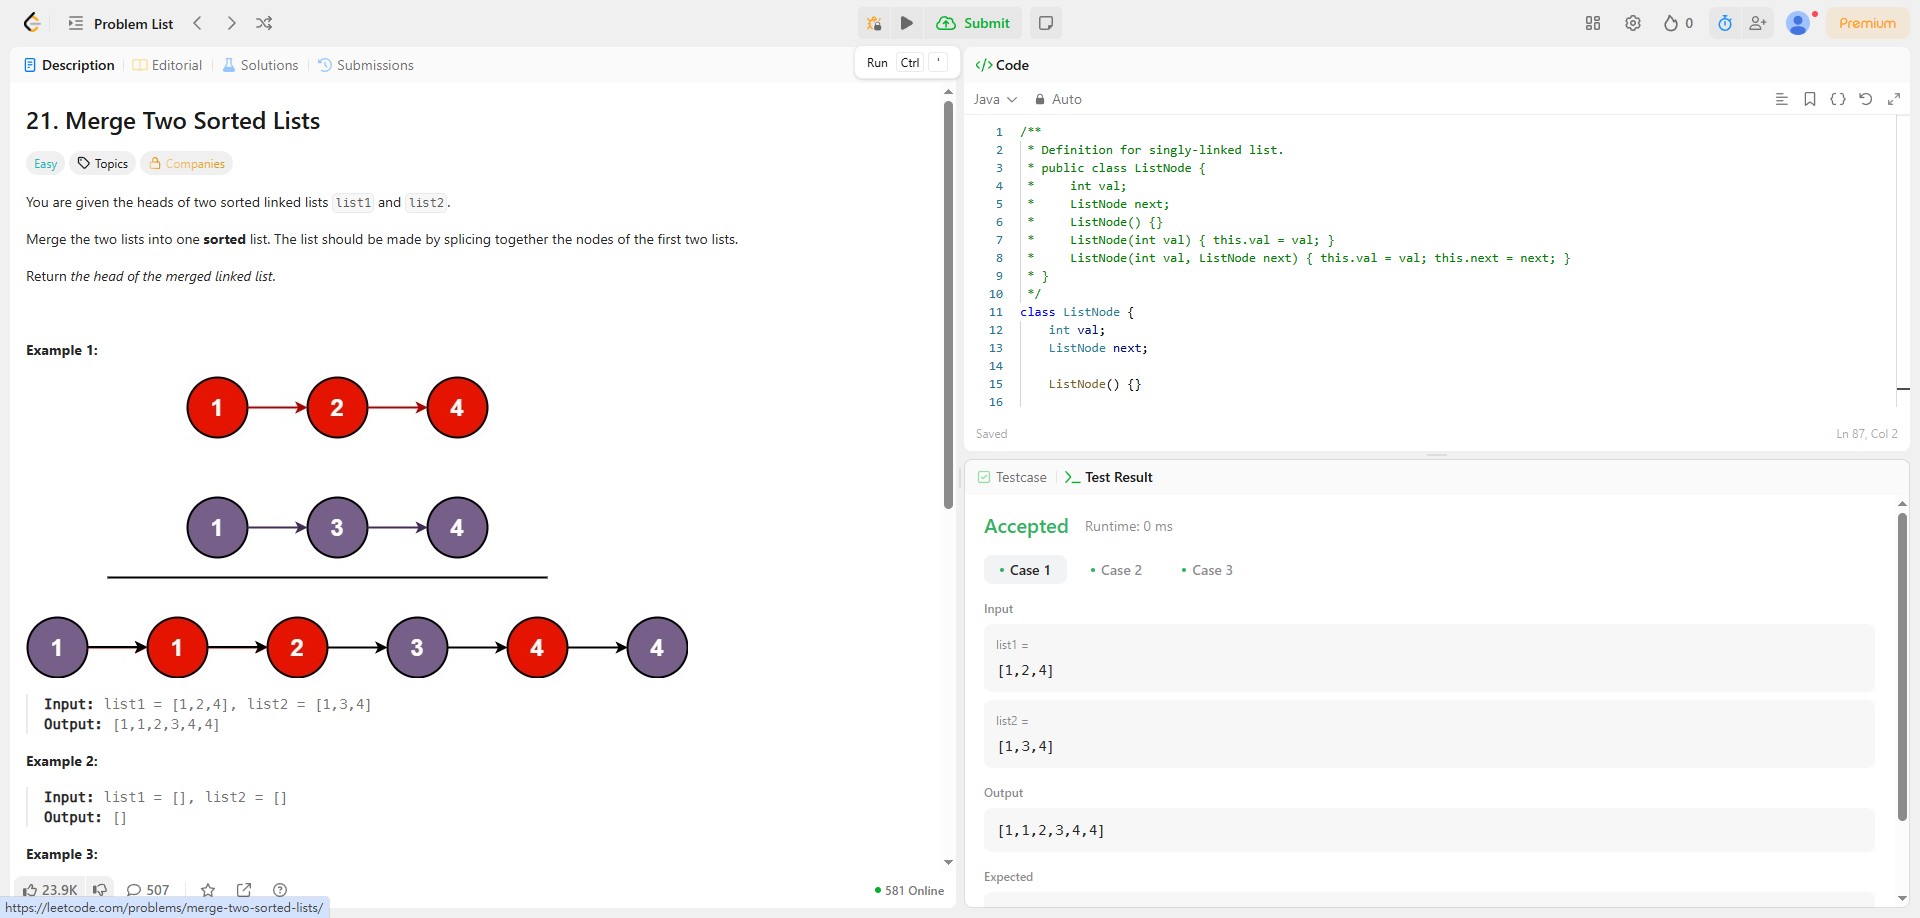 Problem List
Submit
0
Premium
Description
Editorial
Solutions
Submissions
Run Ctrl '
21. Merge Two Sorted Lists
Easy
Topics
Companies
You are given the heads of two sorted linked lists list1 and list2.
Merge the two lists into one sorted list. The list should be made by splicing together the nodes of the first two lists.
Return the head of the merged linked list.
Example 1:
1 2 4
1 3 4
1 1 2 3 4 4
Input: list1 = [1,2,4], list2 = [1,3,4]
Output: [1,1,2,3,4,4]
Example 2:
Input: list1 = [], list2 = []
Output: []
Example 3:
23.9K
507
581 Online
https://leetcode.com/problems/merge-two-sorted-lists/
</> Code
Java
Auto
1 /**
2 * Definition for singly-linked list.
3 * public class ListNode {
4 *     int val;
5 *     ListNode next;
6 *     ListNode() {}
7 *     ListNode(int val) { this.val = val; }
8 *     ListNode(int val, ListNode next) { this.val = val; this.next = next; }
9 * }
10 */
11 class ListNode {
12     int val;
13     ListNode next;
14
15     ListNode() {}
16
Saved
Ln 87, Col 2
Testcase
>_ Test Result
Accepted
Runtime: 0 ms
• Case 1
• Case 2
• Case 3
Input
list1 =
[1,2,4]
list2 =
[1,3,4]
Output
[1,1,2,3,4,4]
Expected